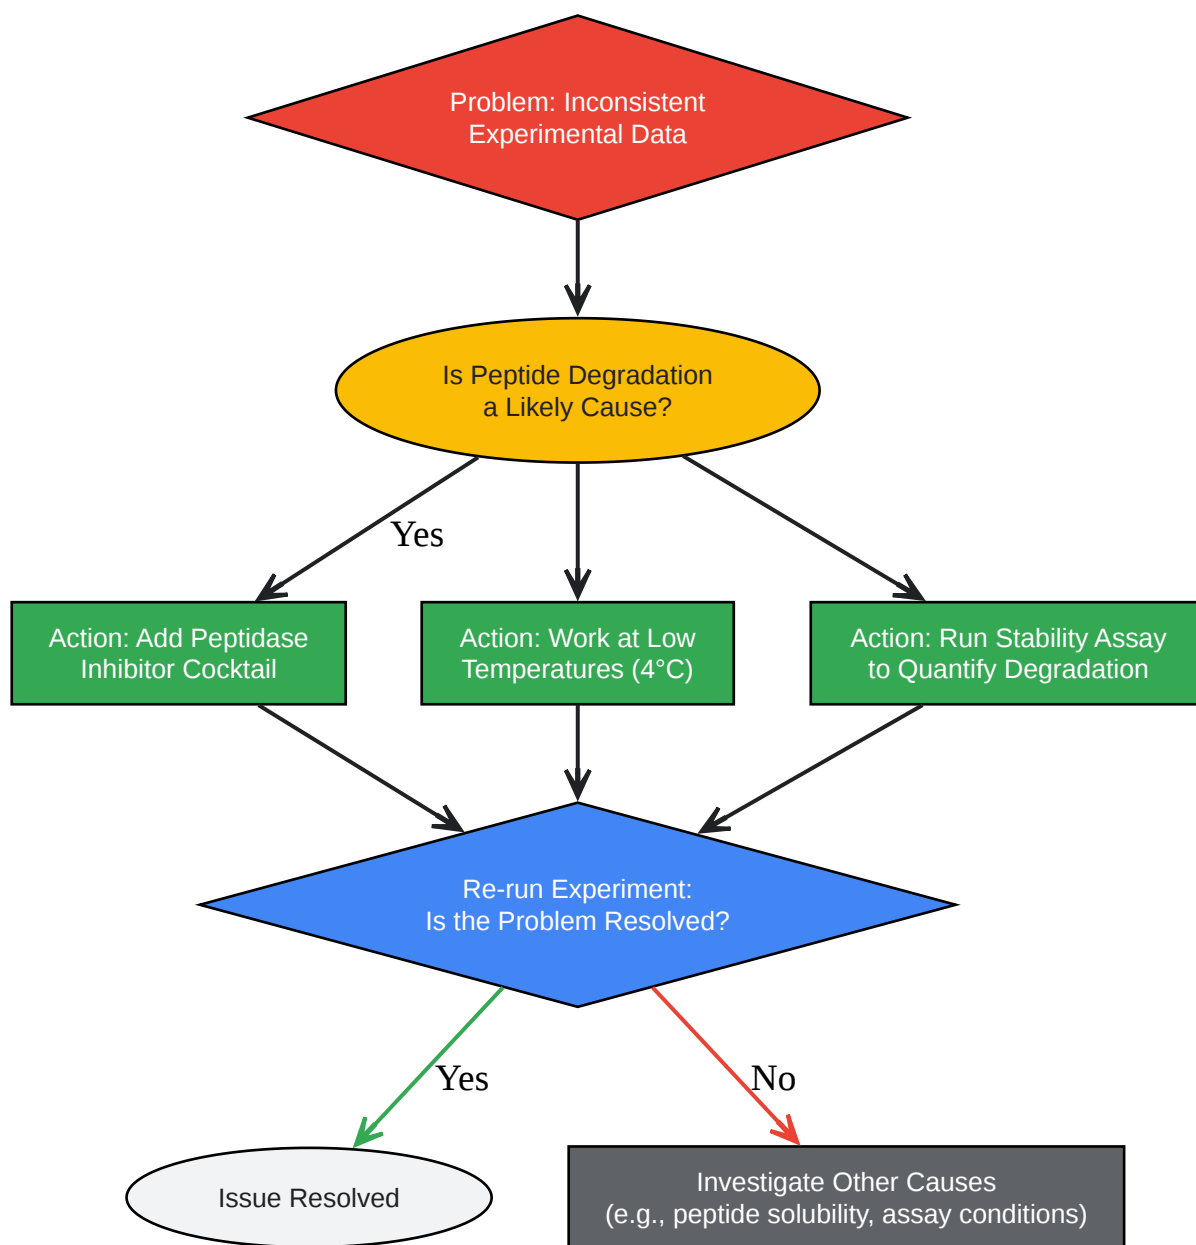 Problem: Inconsistent
Experimental Data
Is Peptide Degradation
a Likely Cause?
Yes
Action: Add Peptidase
Inhibitor Cocktail
Action: Work at Low
Temperatures (4°C)
Action: Run Stability Assay
to Quantify Degradation
Re-run Experiment:
Is the Problem Resolved?
Yes
No
Issue Resolved
Investigate Other Causes
(e.g., peptide solubility, assay conditions)